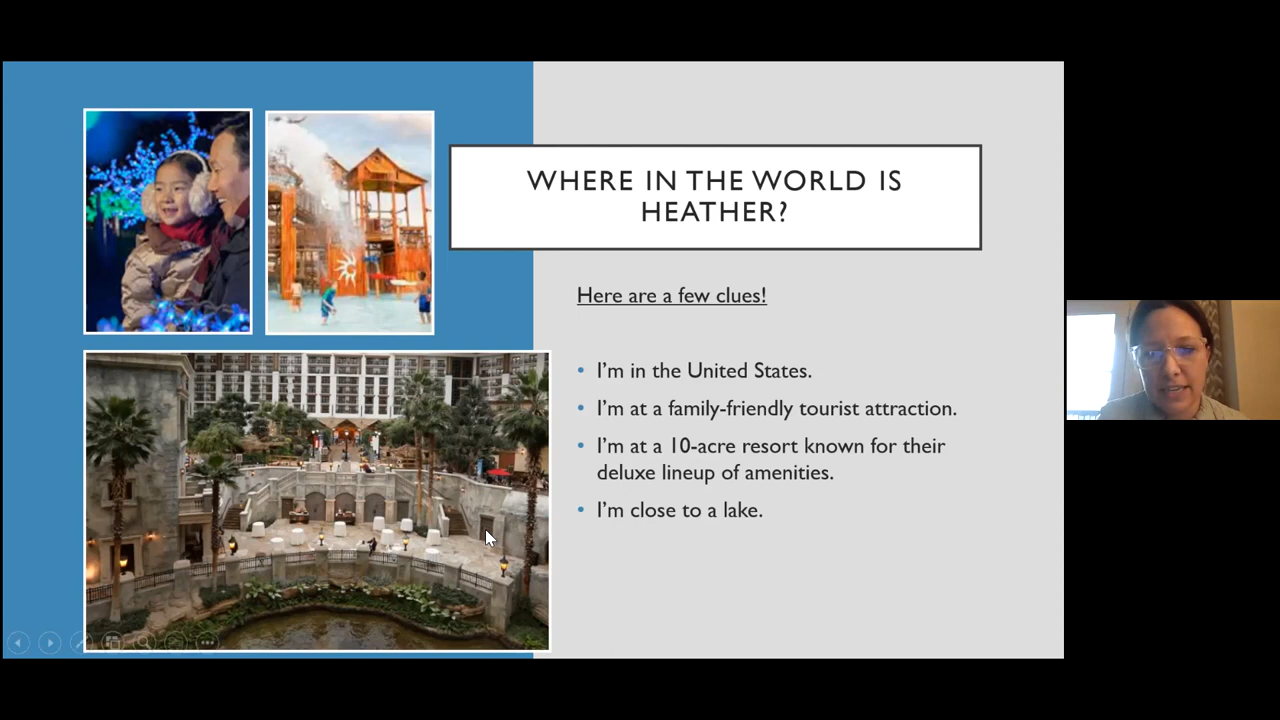 WHERE IN THE WORLD IS
HEATHER?
Here are a few clues!
• I'm in the United States.
• I'm at a family-friendly tourist attraction.
• I'm at a 10-acre resort known for their
deluxe lineup of amenities.
• I'm close to a lake.